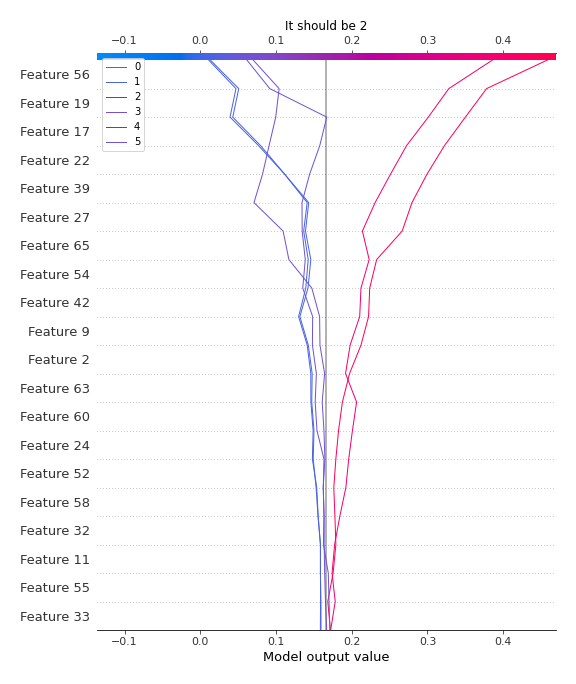 It should be 2
−0.1 0.0 0.1 0.2 0.3 0.4
0
1
2
3
4
5
Feature 56
Feature 19
Feature 17
Feature 22
Feature 39
Feature 27
Feature 65
Feature 54
Feature 42
Feature 9
Feature 2
Feature 63
Feature 60
Feature 24
Feature 52
Feature 58
Feature 32
Feature 11
Feature 55
Feature 33
−0.1 0.0 0.1 0.2 0.3 0.4
Model output value